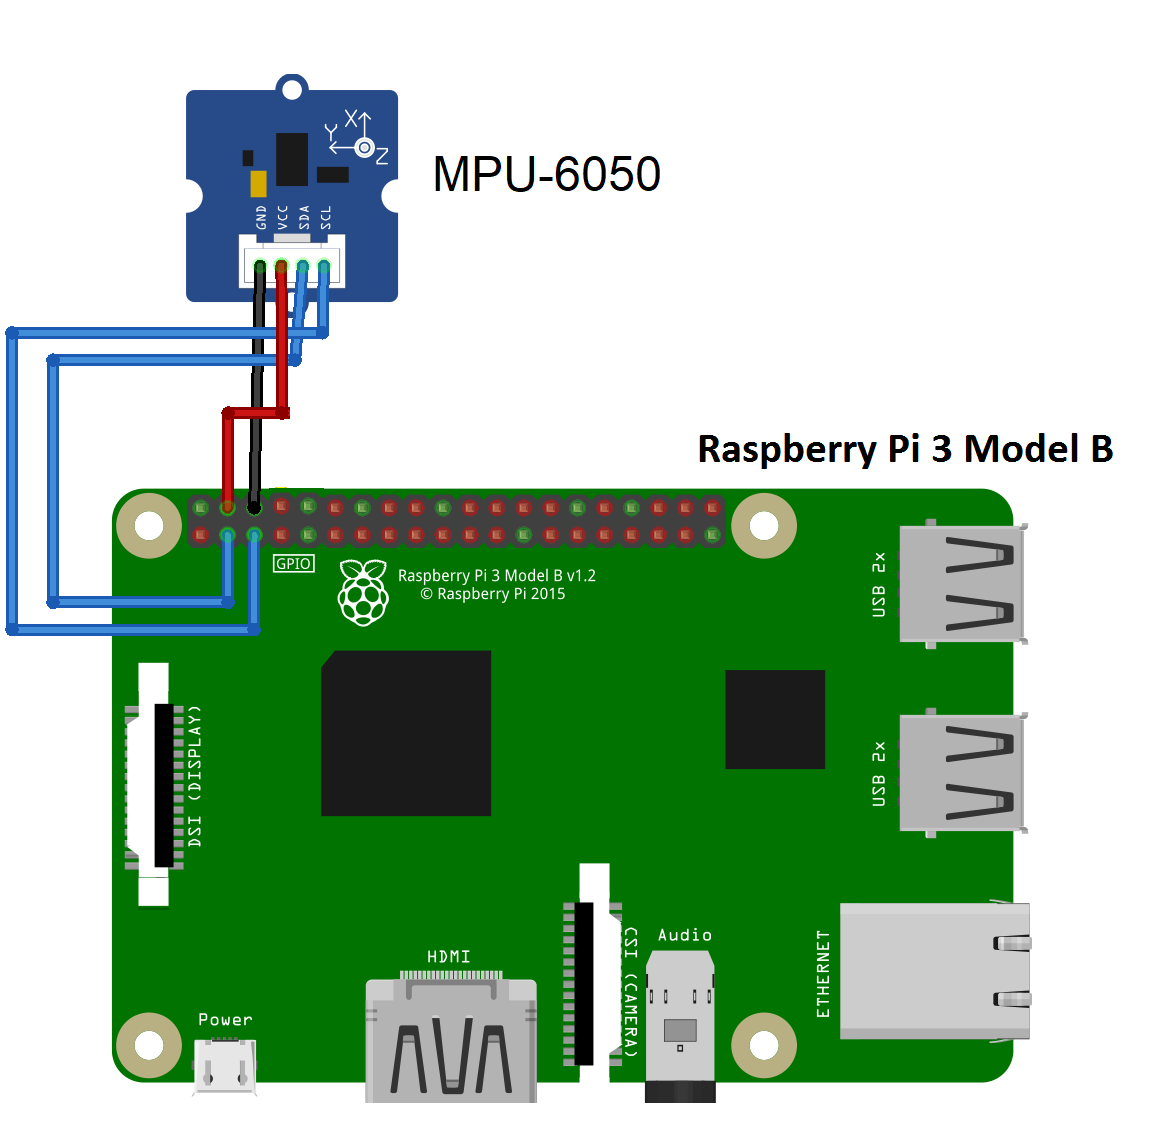 X
Y
Z
MPU-6050
GND
VCC
SDA
SCL
Raspberry Pi 3 Model B
GPIO
Raspberry Pi 3 Model B v1.2
© Raspberry Pi 2015
USB 2x
USB 2x
DSI (DISPLAY)
Audio
CSI (CAMERA)
ETHERNET
HDMI
Power